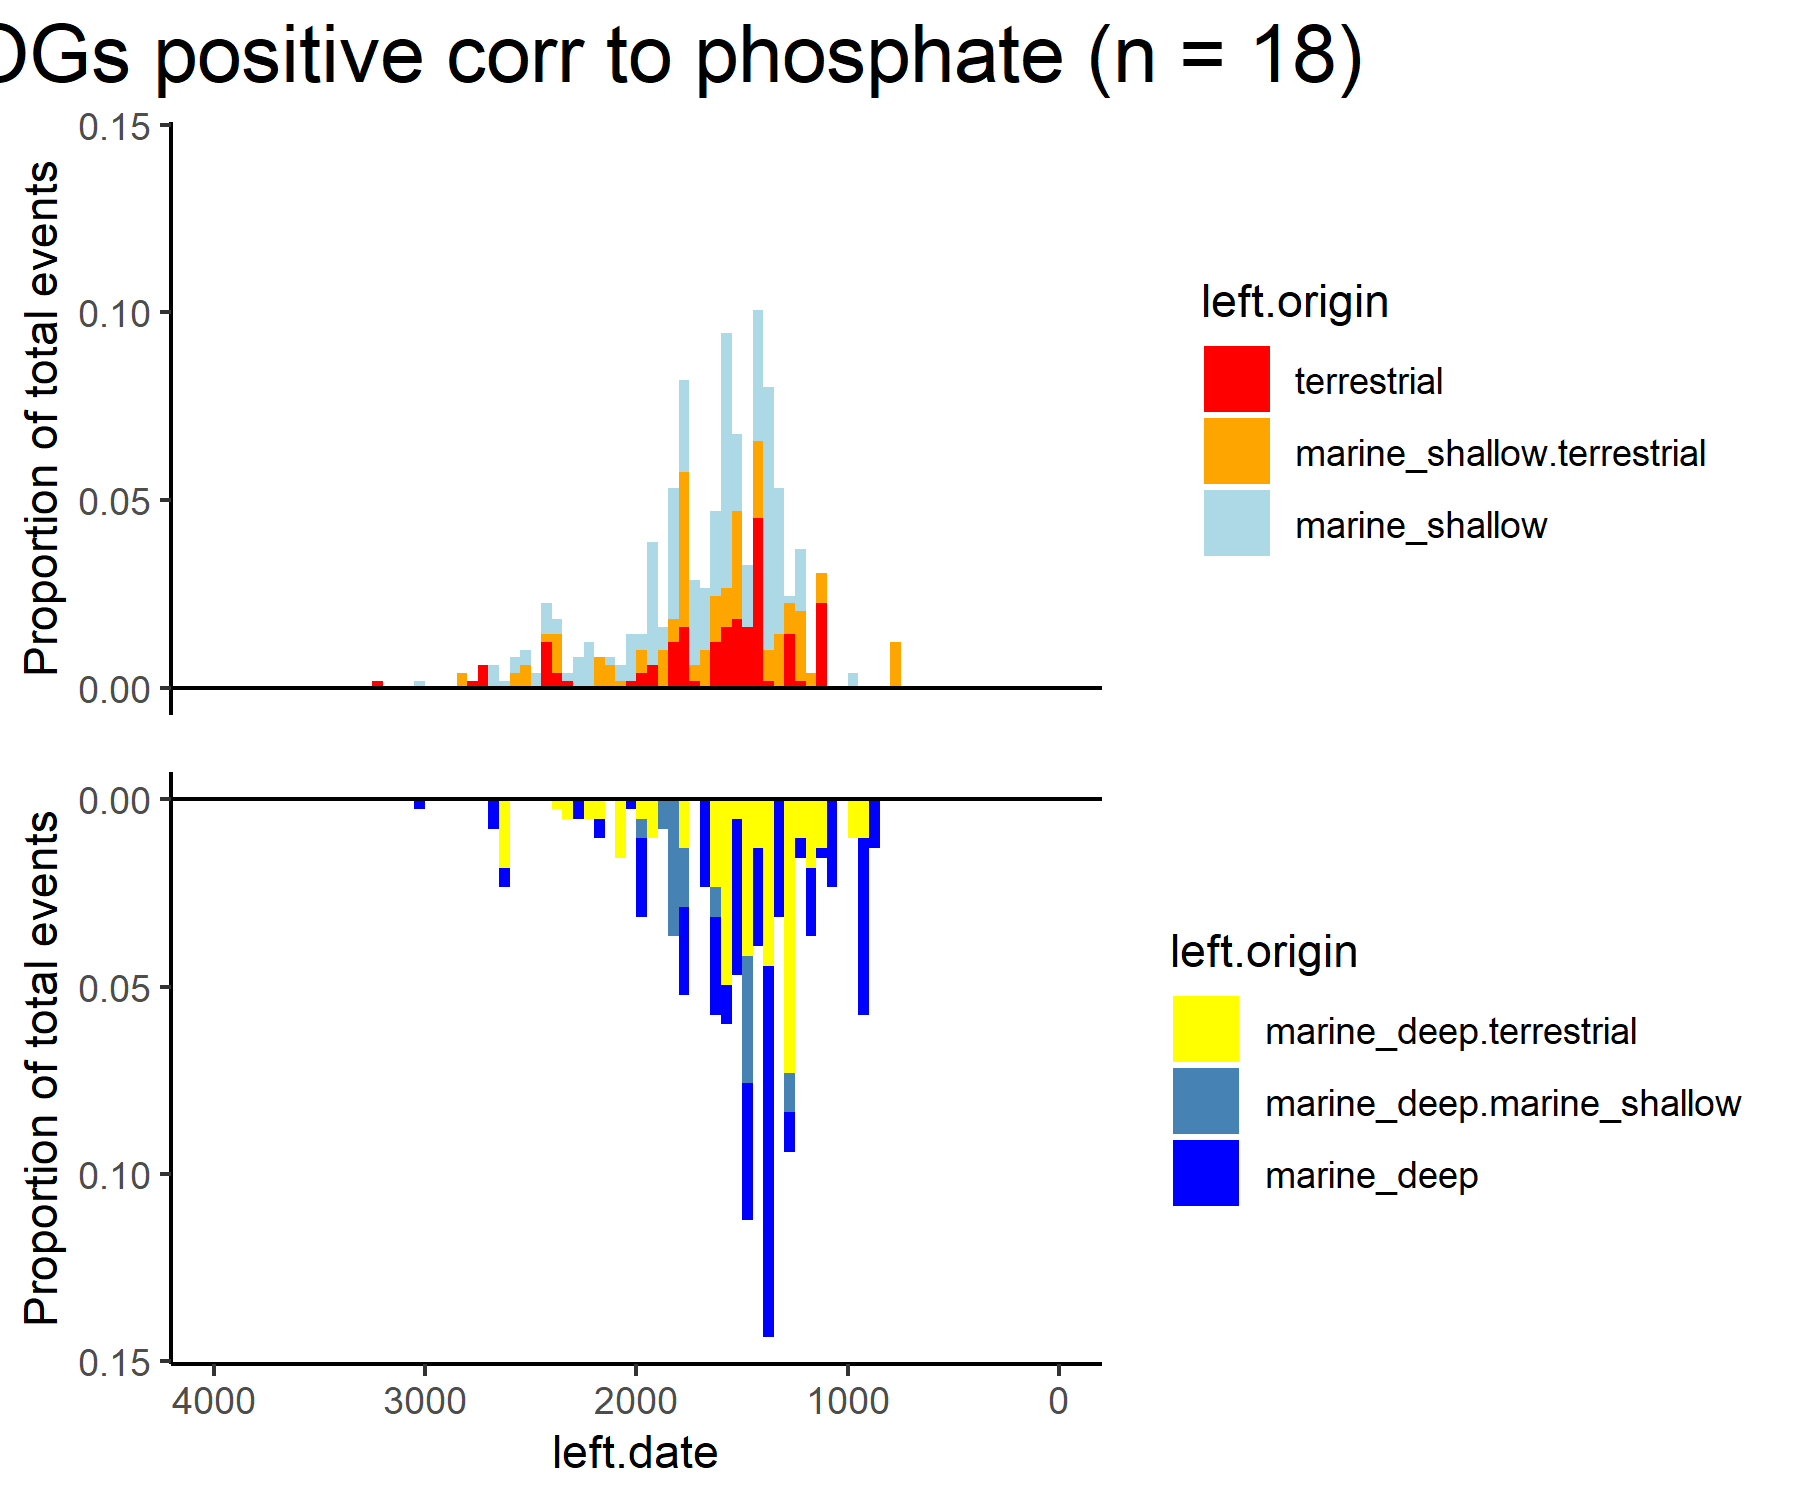 OGs positive corr to phosphate (n = 18)
0.15
0.10
0.05
0.00
Proportion of total events
left.origin
terrestrial
marine_shallow.terrestrial
marine_shallow
0.00
0.05
0.10
0.15
Proportion of total events
4000 3000 2000 1000 0
left.date
left.origin
marine_deep.terrestrial
marine_deep.marine_shallow
marine_deep